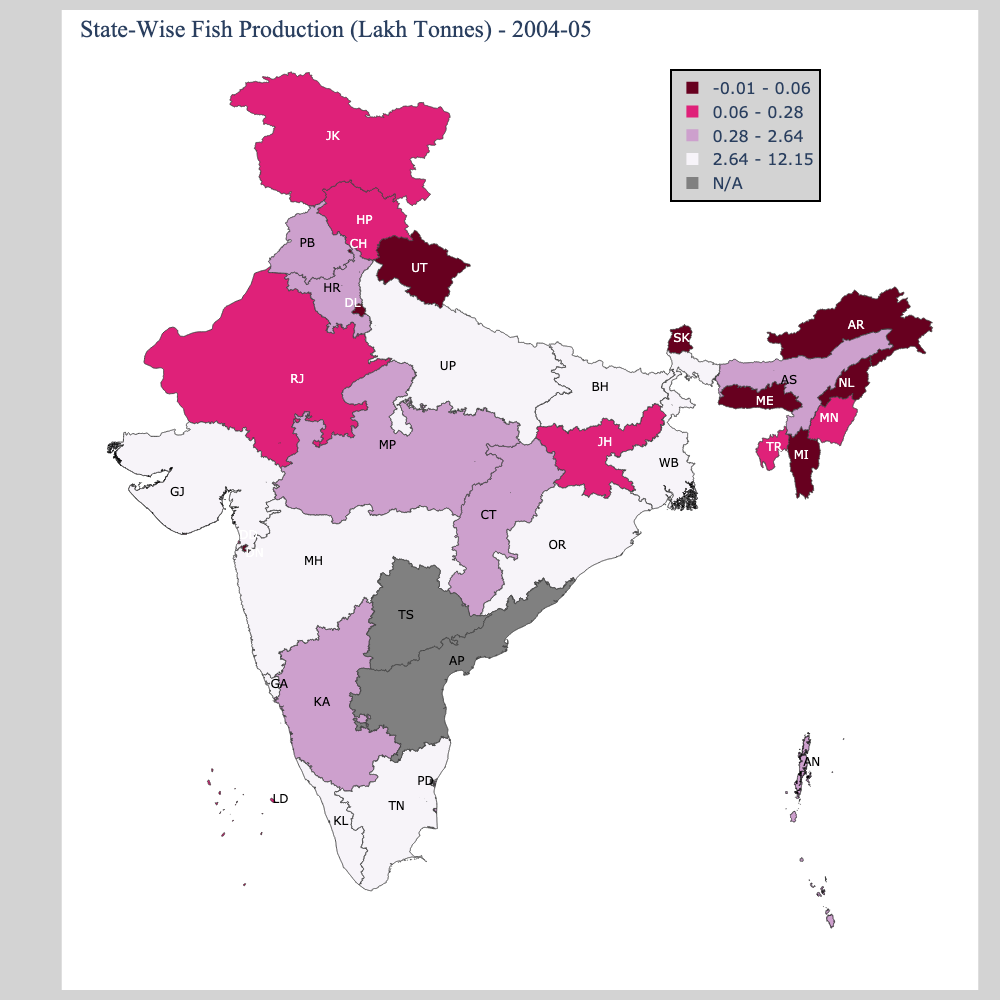 State-Wise Fish Production (Lakh Tonnes) - 2004-05
-0.01 - 0.06
0.06 - 0.28
0.28 - 2.64
2.64 - 12.15
N/A
JK
HP
CH
PB
UT
HR
DL
SK
AR
RJ
UP
AS
NL
BH
ME
MN
MP
JH
TR
MI
WB
GJ
CT
OR
MH
TS
AP
GA
KA
AN
PD
LD
TN
KL